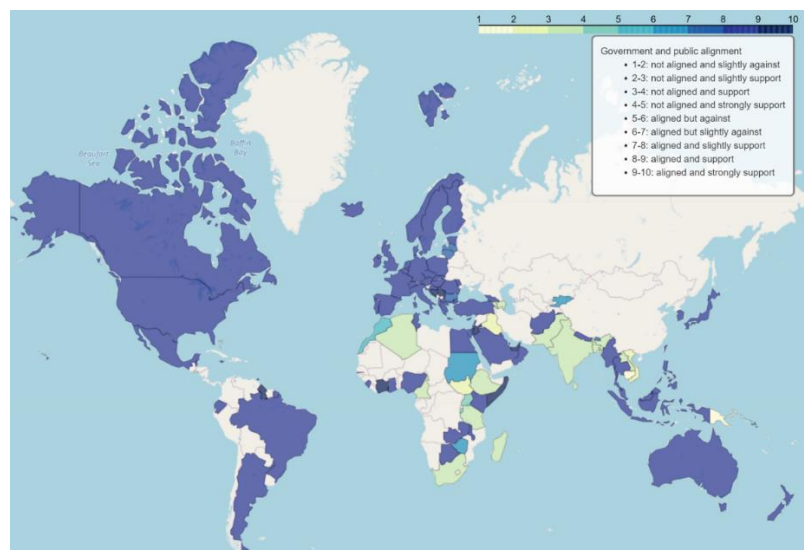 1 2 3 4 5 6 7 8 9 10
Government and public alignment
• 1-2: not aligned and slightly against
• 2-3: not aligned and slightly support
• 3-4: not aligned and support
• 4-5: not aligned and strongly support
• 5-6: aligned but against
• 6-7: aligned but slightly against
• 7-8: aligned and slightly support
• 8-9: aligned and support
• 9-10: aligned and strongly support
Beaufort
Sea
Baffin
Bay